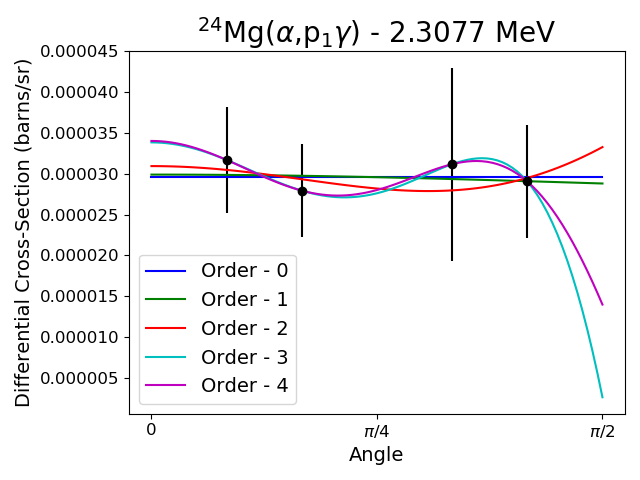 ²⁴Mg(α,p₁γ) - 2.3077 MeV
Differential Cross-Section (barns/sr)
0.000045
0.000040
0.000035
0.000030
0.000025
0.000020
0.000015
0.000010
0.000005
Order - 0
Order - 1
Order - 2
Order - 3
Order - 4
0 π/4 π/2
Angle